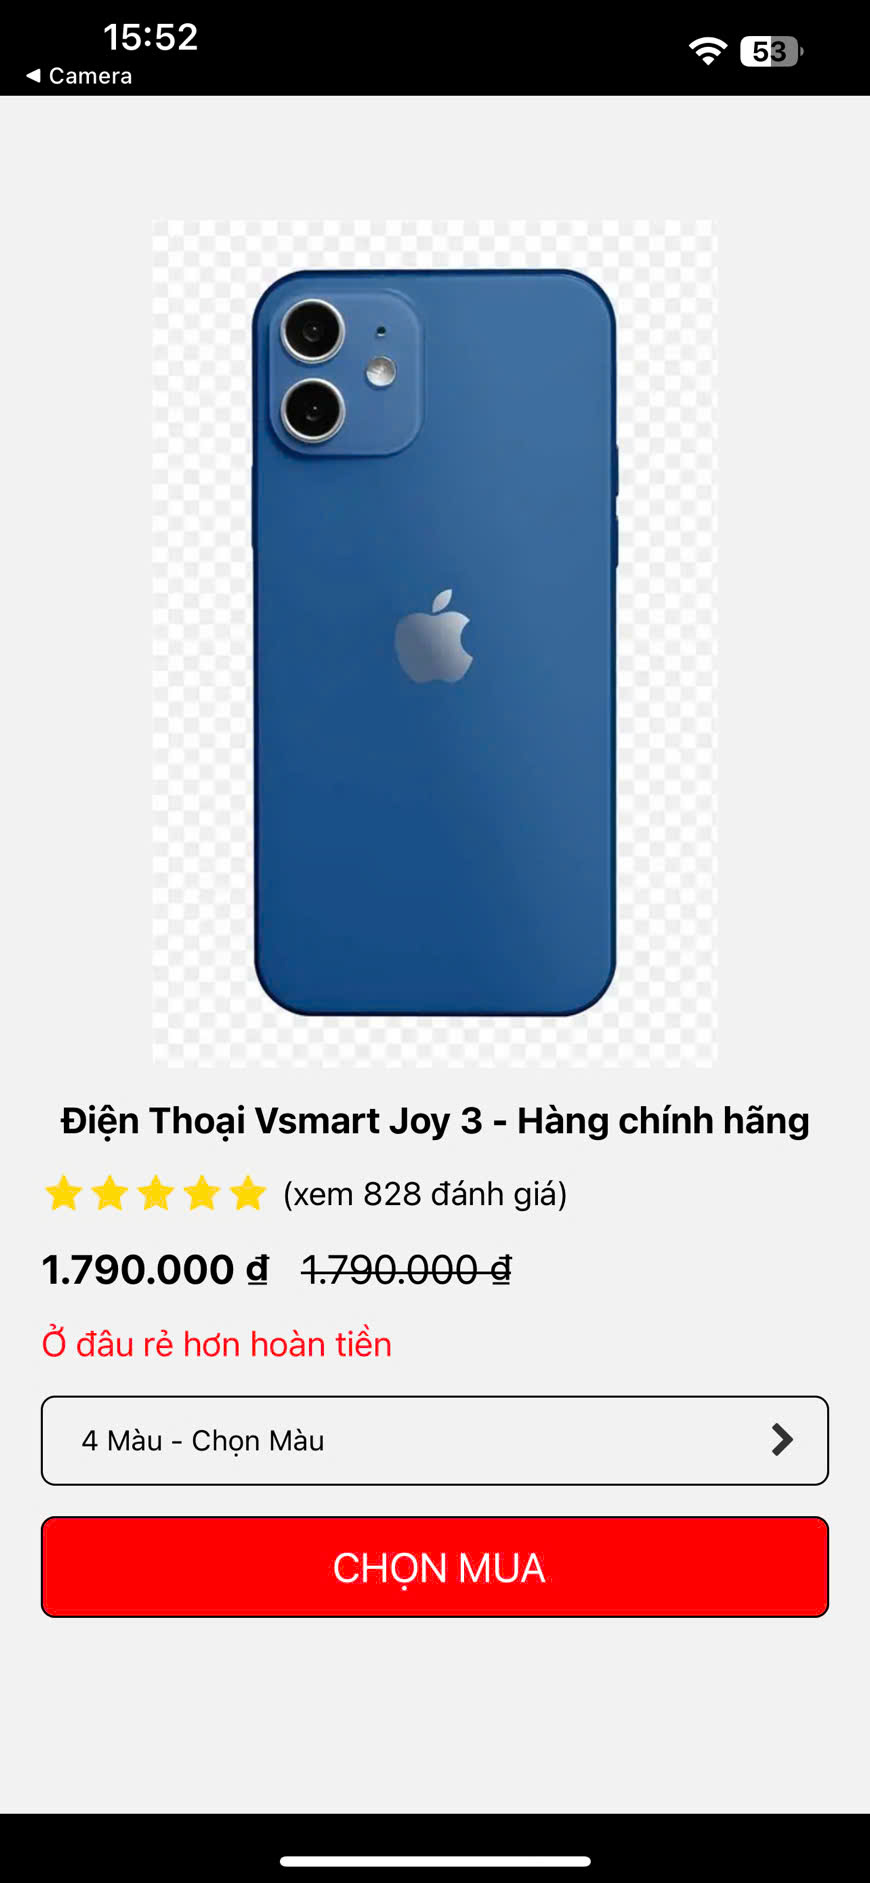 15:52
53
◀ Camera
Điện Thoại Vsmart Joy 3 - Hàng chính hãng
(xem 828 đánh giá)
1.790.000 ₫ 1.790.000 ₫
Ở đâu rẻ hơn hoàn tiền
4 Màu - Chọn Màu
CHỌN MUA